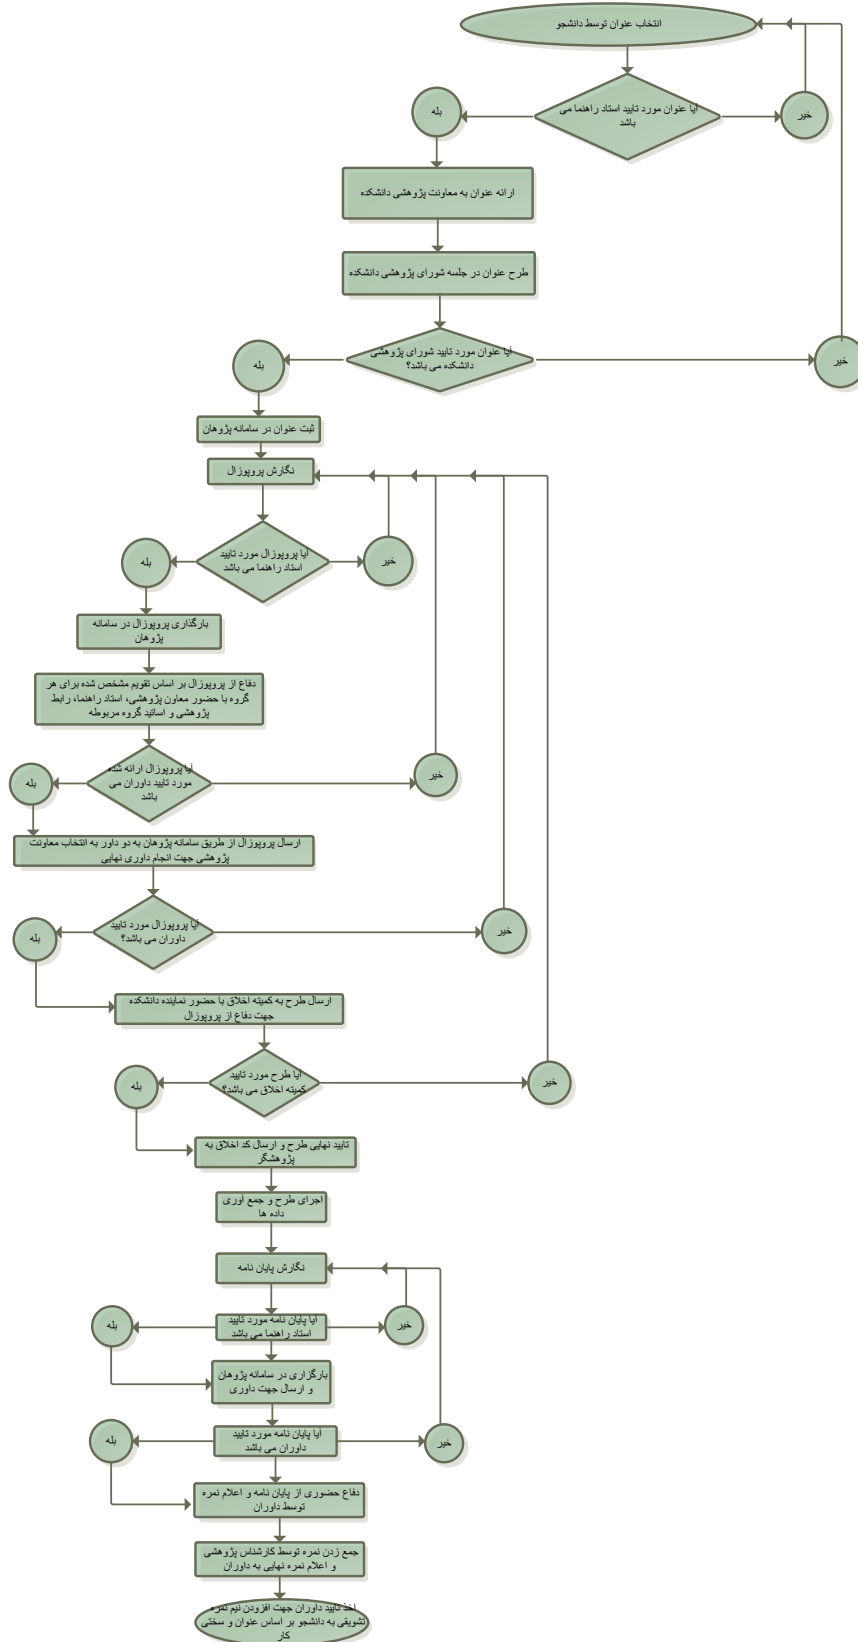 انتخاب عنوان توسط دانشجو
آیا عنوان مورد تایید استاد راهنما می
باشد
بله
خیر
ارائه عنوان به معاونت پژوهشی دانشکده
طرح عنوان در جلسه شورای پژوهشی دانشکده
آیا عنوان مورد تایید شورای پژوهشی
دانشکده می باشد؟
بله
خیر
ثبت عنوان در سامانه پژوهان
نگارش پروپوزال
آیا پروپوزال مورد تایید
استاد راهنما می باشد
بله
خیر
بارگذاری پروپوزال در سامانه
پژوهان
دفاع از پروپوزال بر اساس تقویم مشخص شده برای هر
گروه با حضور معاون پژوهشی، استاد راهنما، رابط
پژوهشی و اساتید گروه مربوطه
آیا پروپوزال ارائه شده
مورد تایید داوران می
باشد
بله
خیر
ارسال پروپوزال از طریق سامانه پژوهان به دو داور به انتخاب معاونت
پژوهشی جهت انجام داوری نهایی
آیا پروپوزال مورد تایید
داوران می باشد؟
بله
خیر
ارسال طرح به کمیته اخلاق با حضور نماینده دانشکده
جهت دفاع از پروپوزال
آیا طرح مورد تایید
کمیته اخلاق می باشد؟
بله
خیر
تایید نهایی طرح و ارسال کد اخلاق به
پژوهشگر
اجرای طرح و جمع آوری
داده ها
نگارش پایان نامه
آیا پایان نامه مورد تایید
استاد راهنما می باشد
بله
خیر
بارگزاری در سامانه پژوهان
و ارسال جهت داوری
آیا پایان نامه مورد تایید
داوران می باشد
بله
خیر
دفاع حضوری از پایان نامه و اعلام نمره
توسط داوران
جمع زدن نمره توسط کارشناس پژوهشی
و اعلام نمره نهایی به داوران
اخذ تایید داوران جهت افزودن نیم نمره
تشویقی به دانشجو بر اساس عنوان و سختی
کار